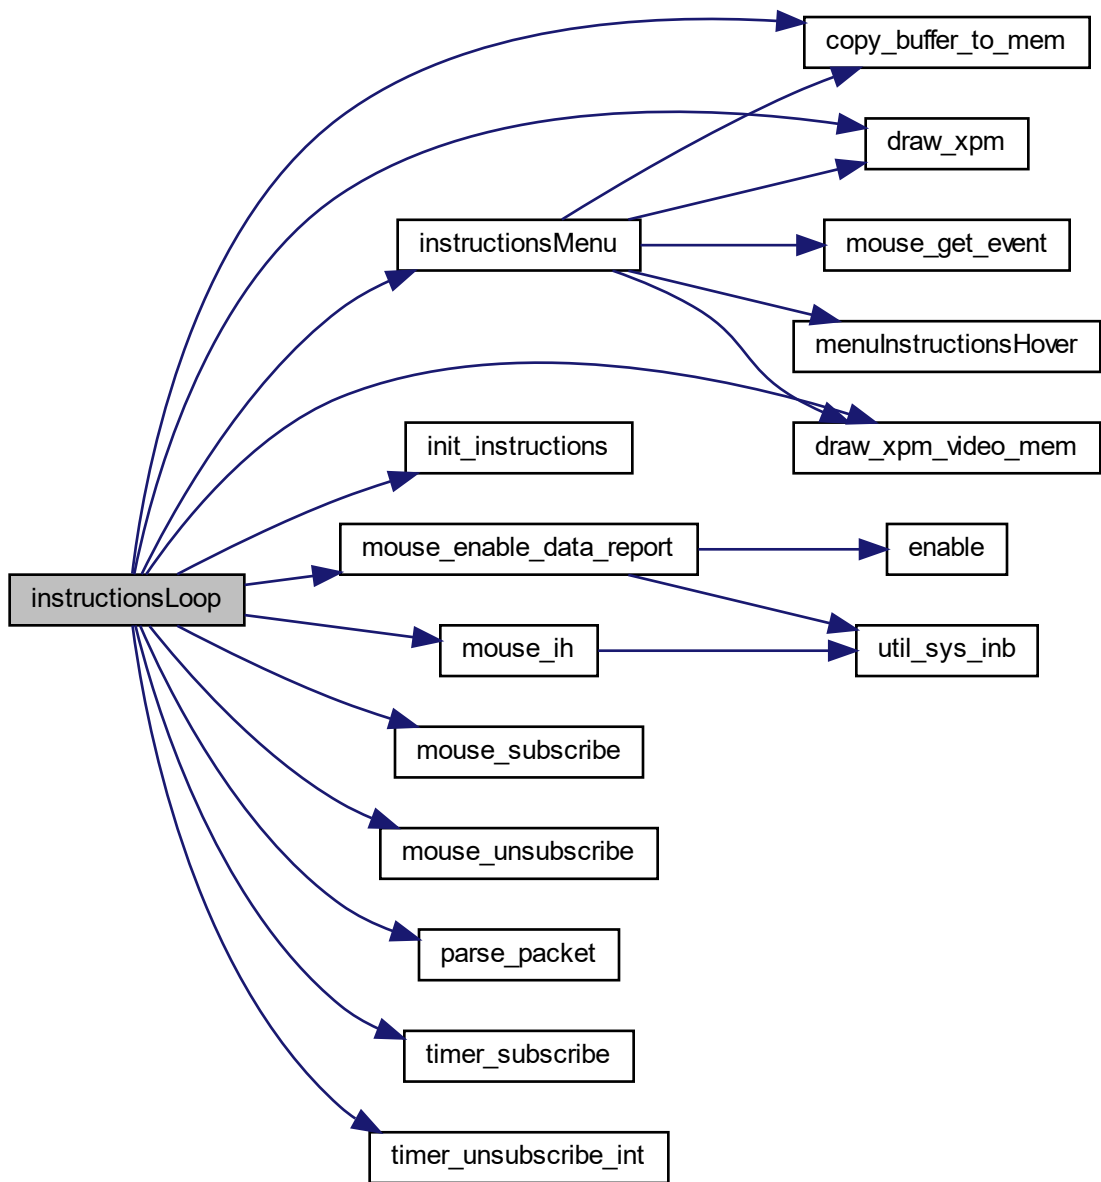 copy_buffer_to_mem
draw_xpm
instructionsMenu
mouse_get_event
menuInstructionsHover
init_instructions
draw_xpm_video_mem
mouse_enable_data_report
enable
instructionsLoop
mouse_ih
util_sys_inb
mouse_subscribe
mouse_unsubscribe
parse_packet
timer_subscribe
timer_unsubscribe_int